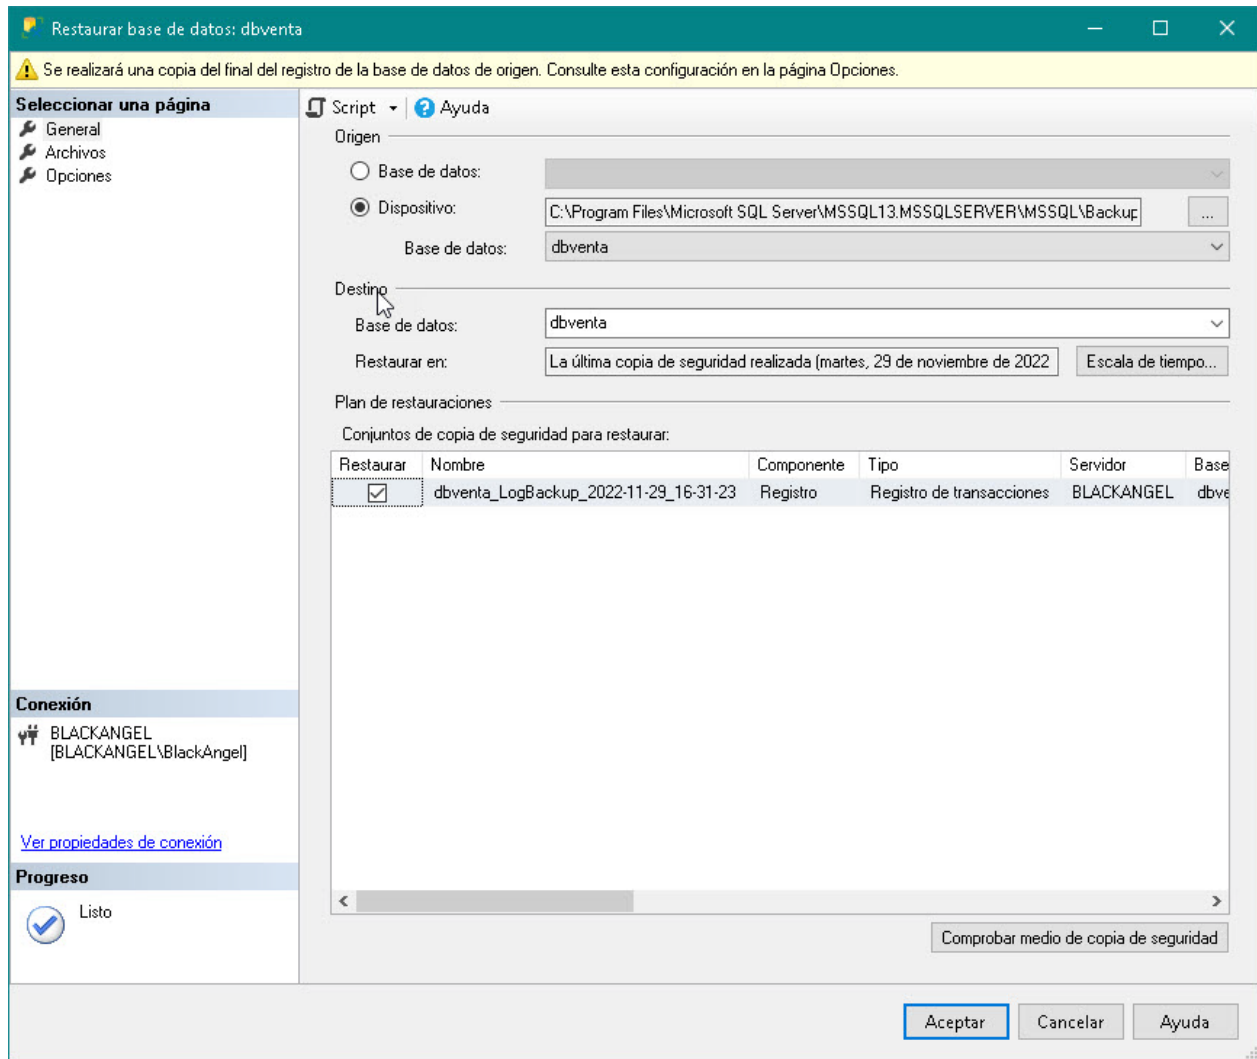 Restaurar base de datos: dbventa
Se realizará una copia del final del registro de la base de datos de origen. Consulte esta configuración en la página Opciones.
Seleccionar una página
General
Archivos
Opciones
Script
Ayuda
Origen
Base de datos:
Dispositivo: C:\Program Files\Microsoft SQL Server\MSSQL13.MSSQLSERVER\MSSQL\Backup ...
Base de datos: dbventa
Destino
Base de datos: dbventa
Restaurar en: La última copia de seguridad realizada (martes, 29 de noviembre de 2022 Escala de tiempo...
Plan de restauraciones
Conjuntos de copia de seguridad para restaurar:
Restaurar Nombre Componente Tipo Servidor Base
dbventa_LogBackup_2022-11-29_16-31-23 Registro Registro de transacciones BLACKANGEL dbve
Conexión
BLACKANGEL
[BLACKANGEL\BlackAngel]
Ver propiedades de conexión
Progreso
Listo
Comprobar medio de copia de seguridad
Aceptar Cancelar Ayuda